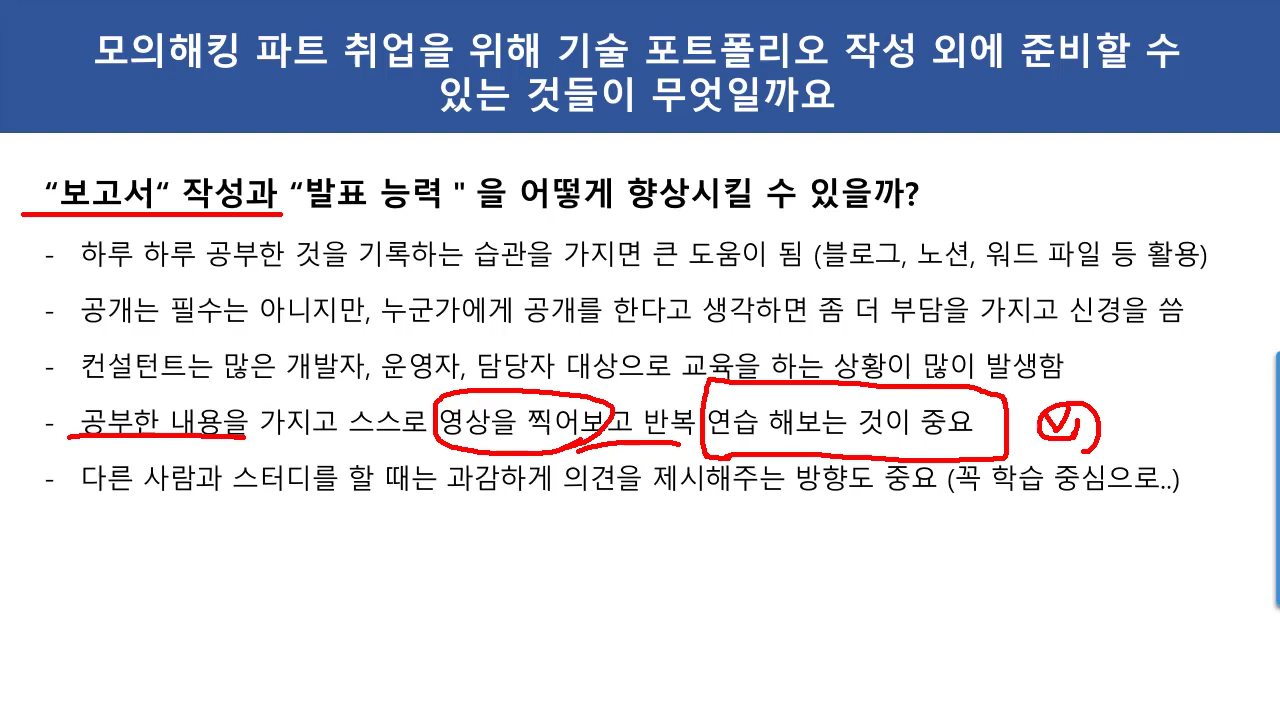 모의해킹 파트 취업을 위해 기술 포트폴리오 작성 외에 준비할 수
있는 것들이 무엇일까요
“보고서“ 작성과 “발표 능력 " 을 어떻게 향상시킬 수 있을까?
- 하루 하루 공부한 것을 기록하는 습관을 가지면 큰 도움이 됨 (블로그, 노션, 워드 파일 등 활용)
- 공개는 필수는 아니지만, 누군가에게 공개를 한다고 생각하면 좀 더 부담을 가지고 신경을 씀
- 컨설턴트는 많은 개발자, 운영자, 담당자 대상으로 교육을 하는 상황이 많이 발생함
- 공부한 내용을 가지고 스스로 영상을 찍어보고 반복 연습 해보는 것이 중요
- 다른 사람과 스터디를 할 때는 과감하게 의견을 제시해주는 방향도 중요 (꼭 학습 중심으로..)